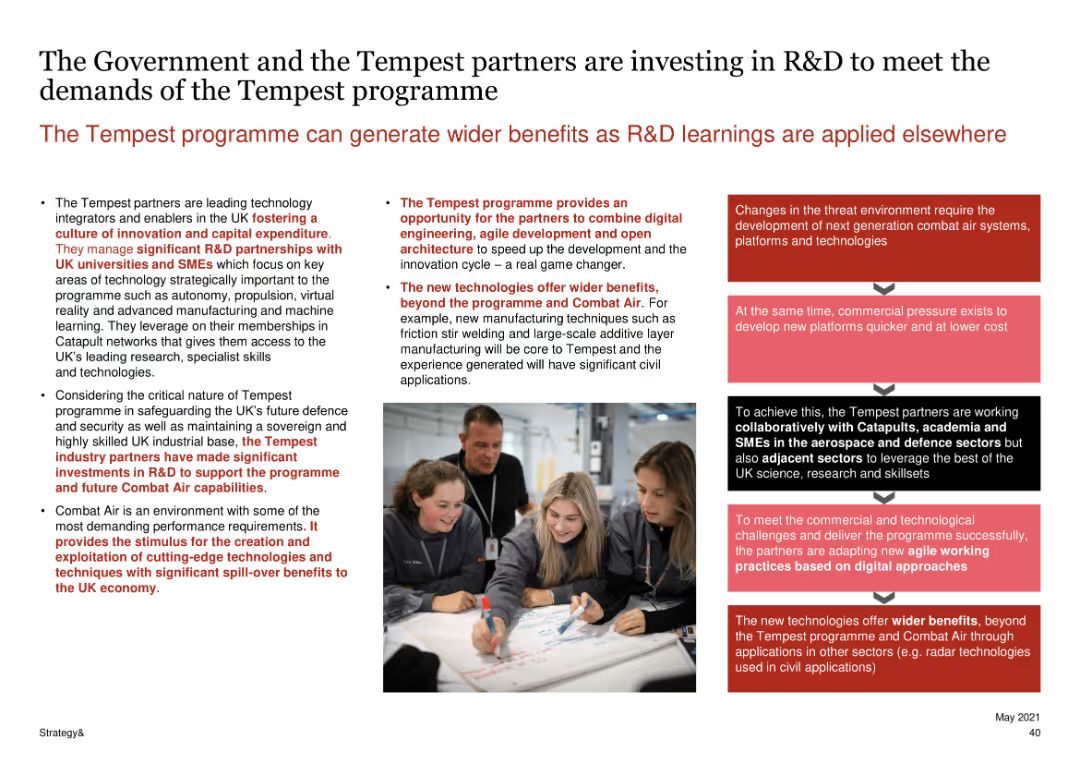 The Government and the Tempest partners are investing in R&D to meet the
demands of the Tempest programme
The Tempest programme can generate wider benefits as R&D learnings are applied elsewhere
• The Tempest partners are leading technology
integrators and enablers in the UK fostering a
culture of innovation and capital expenditure.
They manage significant R&D partnerships with
UK universities and SMEs which focus on key
areas of technology strategically important to the
programme such as autonomy, propulsion, virtual
reality and advanced manufacturing and machine
learning. They leverage on their memberships in
Catapult networks that gives them access to the
UK's leading research, specialist skills
and technologies.
• Considering the critical nature of Tempest
programme in safeguarding the UK's future defence
and security as well as maintaining a sovereign and
highly skilled UK industrial base, the Tempest
industry partners have made significant
investments in R&D to support the programme
and future Combat Air capabilities.
• Combat Air is an environment with some of the
most demanding performance requirements. It
provides the stimulus for the creation and
exploitation of cutting-edge technologies and
techniques with significant spill-over benefits to
the UK economy.
• The Tempest programme provides an
opportunity for the partners to combine digital
engineering, agile development and open
architecture to speed up the development and the
innovation cycle – a real game changer.
• The new technologies offer wider benefits,
beyond the programme and Combat Air. For
example, new manufacturing techniques such as
friction stir welding and large-scale additive layer
manufacturing will be core to Tempest and the
experience generated will have significant civil
applications.
Changes in the threat environment require the
development of next generation combat air systems,
platforms and technologies
At the same time, commercial pressure exists to
develop new platforms quicker and at lower cost
To achieve this, the Tempest partners are working
collaboratively with Catapults, academia and
SMEs in the aerospace and defence sectors but
also adjacent sectors to leverage the best of the
UK science, research and skillsets
To meet the commercial and technological
challenges and deliver the programme successfully,
the partners are adapting new agile working
practices based on digital approaches
The new technologies offer wider benefits, beyond
the Tempest programme and Combat Air through
applications in other sectors (e.g. radar technologies
used in civil applications)
May 2021
Strategy&
40